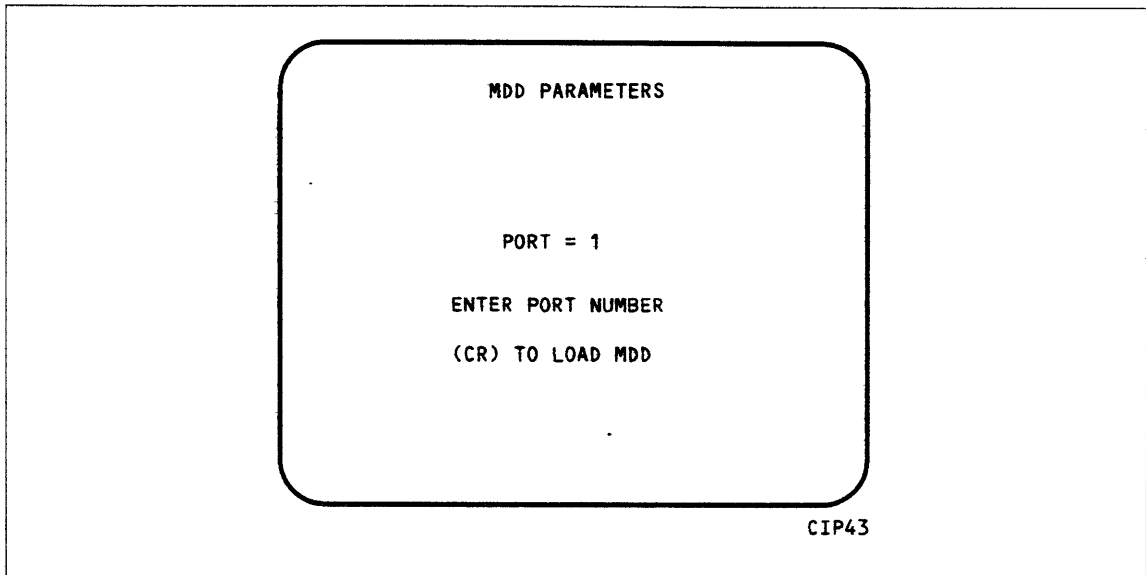 MDD PARAMETERS
PORT = 1
ENTER PORT NUMBER
(CR) TO LOAD MDD
CIP43